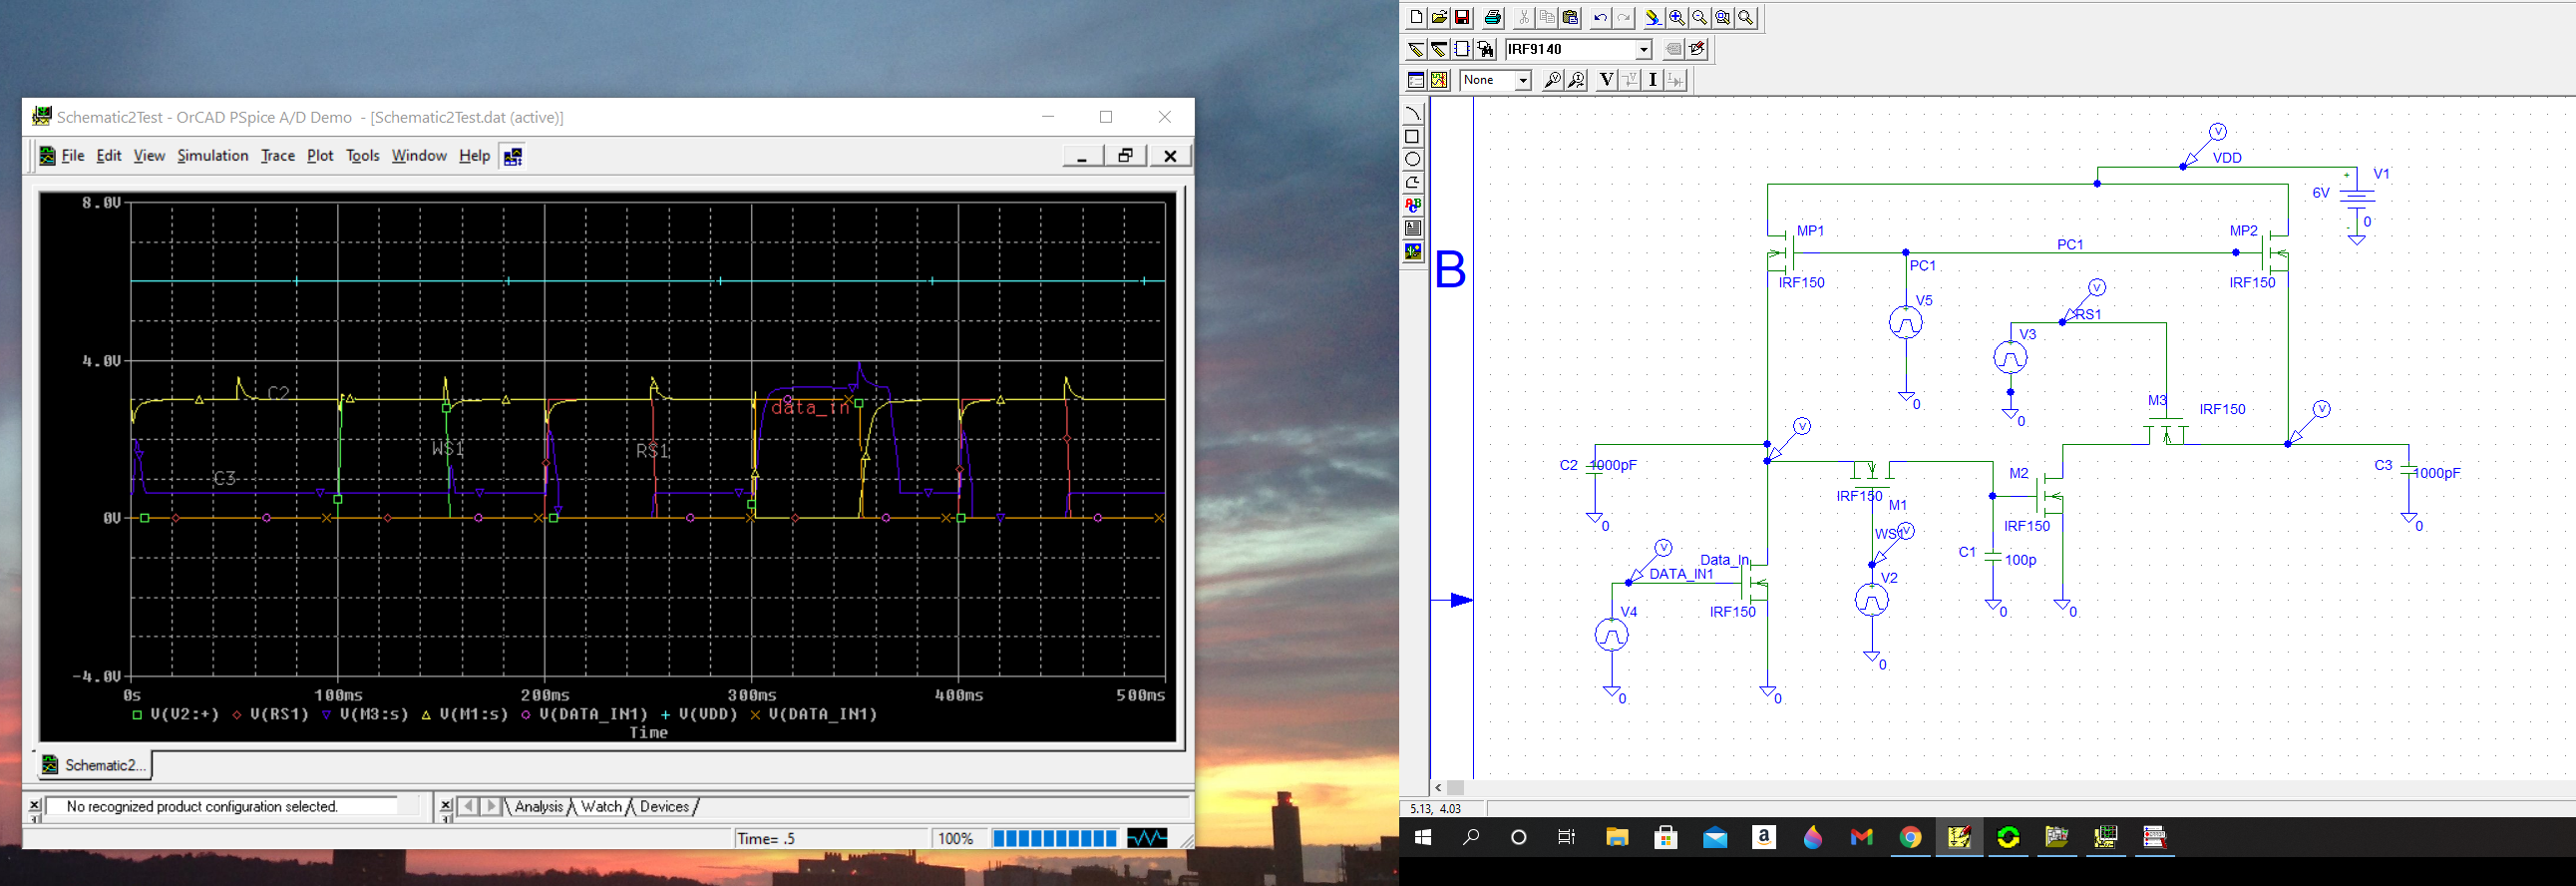 Schematic2Test - OrCAD PSpice A/D Demo - [Schematic2Test.dat (active)]
File Edit View Simulation Trace Plot Tools Window Help
8.0V
4.0V
0V
-4.0V
C2
WS1
C3
RS1
data_in
0s 100ms 200ms 300ms 400ms 500ms
V(V2:+) V(RS1) V(M3:s) V(M1:s) V(DATA_IN1) V(VDD) V(DATA_IN1)
Time
Schematic2...
No recognized product configuration selected.
Analysis Watch Devices
Time= .5 100%
IRF9140
None
V I
ABC
B
V
VDD
V1
6V
0
MP1
IRF150
PC1
PC1
MP2
IRF150
V5
0
V
RS1
V3
0
M3
IRF150
V
V
C2 1000pF
0
IRF150
M1
M2
IRF150
C3
1000pF
0
WS1
V
C1
100p
0
0
V2
0
V
Data_In
DATA_IN1
IRF150
V4
0
0
5.13, 4.03
a